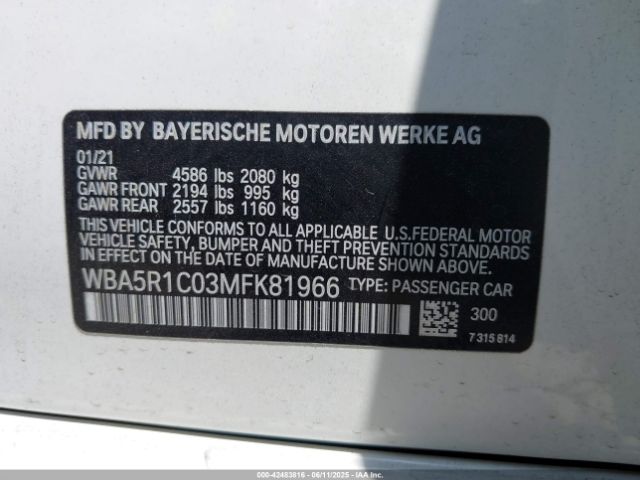 MFD BY BAYERISCHE MOTOREN WERKE AG
01/21
GVWR 4586 lbs 2080 kg
GAWR FRONT 2194 lbs 995 kg
GAWR REAR 2557 lbs 1160 kg
THIS VEHICLE CONFORMS TO ALL APPLICABLE U.S.FEDERAL MOTOR
VEHICLE SAFETY, BUMPER, AND THEFT PREVENTION STANDARDS
IN EFFECT ON THE DATE OF MANUFACTURE SHOWN ABOVE.
WBA5R1C03MFK81966 TYPE: PASSENGER CAR
300
7315814
000-42483816 - 06/11/2025 - IAA Holdings, LLC.